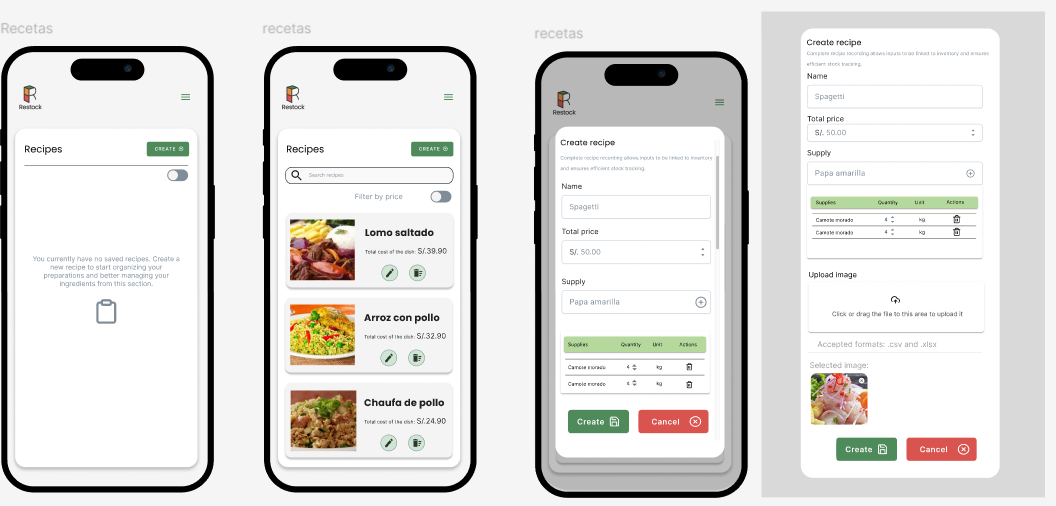 Recetas
Restock
Recipes
CREATE
You currently have no saved recipes. Create a
new recipe to start organizing your
preparations and better managing your
ingredients from this section.
recetas
Restock
Recipes
CREATE
Search recipes
Filter by price
Lomo saltado
Total cost of the dish: S/.39.90
Arroz con pollo
Total cost of the dish: S/.32.90
Chaufa de pollo
Total cost of the dish: S/.24.90
recetas
Restock
Create recipe
Complete recipe recording allows inputs to be linked to inventory
and ensures efficient stock tracking.
Name
Spagetti
Total price
S/. 50.00
Supply
Papa amarilla
Supplies Quantity Unit Actions
Camote morado 4 kg
Camote morado 4 kg
Create
Cancel
Create recipe
Complete recipe recording allows inputs to be linked to inventory and ensures
efficient stock tracking.
Name
Spagetti
Total price
S/. 50.00
Supply
Papa amarilla
Supplies Quantity Unit Actions
Camote morado 4 kg
Camote morado 4 kg
Upload image
Click or drag the file to this area to upload it
Accepted formats: .csv and .xlsx
Selected image:
Create
Cancel